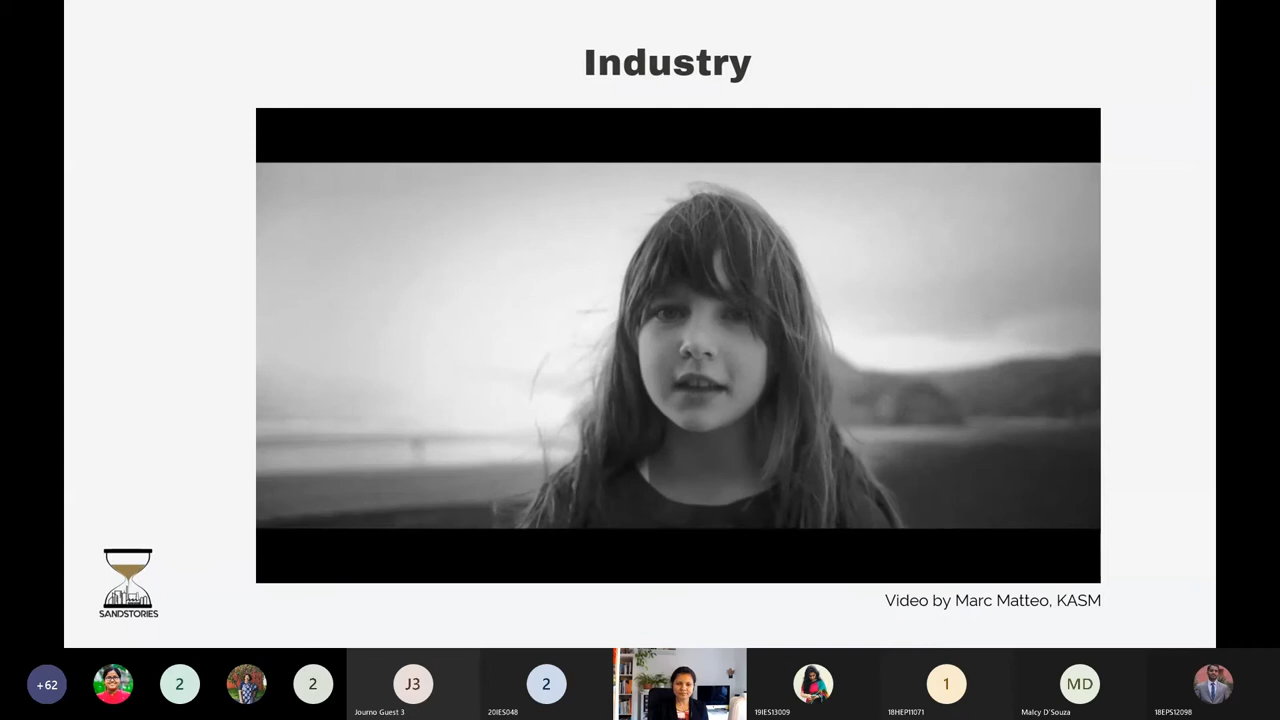 Industry
SANDSTORIES
Video by Marc Matteo, KASM
+62
2
2
J3
Journo Guest 3
2
20IES048
19IES13009
1
18HEP11071
MD
Malcy D'Souza
18EPS12098